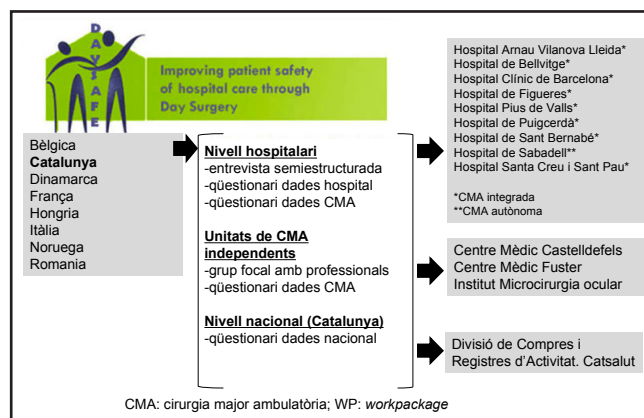 DAYSAFE
Improving patient safety
of hospital care through
Day Surgery
Bèlgica
Catalunya
Dinamarca
França
Hongria
Itàlia
Noruega
Romania
Nivell hospitalari
-entrevista semiestructurada
-qüestionari dades hospital
-qüestionari dades CMA
Unitats de CMA
independents
-grup focal amb professionals
-qüestionari dades CMA
Nivell nacional (Catalunya)
-qüestionari dades nacional
Hospital Arnau Vilanova Lleida*
Hospital de Bellvitge*
Hospital Clínic de Barcelona*
Hospital de Figueres*
Hospital Pius de Valls*
Hospital de Puigcerdà*
Hospital de Sant Bernabé*
Hospital de Sabadell**
Hospital Santa Creu i Sant Pau*
*CMA integrada
**CMA autònoma
Centre Mèdic Castelldefels
Centre Mèdic Fuster
Institut Microcirurgia ocular
Divisió de Compres i
Registres d’Activitat. Catsalut
CMA: cirurgia major ambulatòria; WP: workpackage